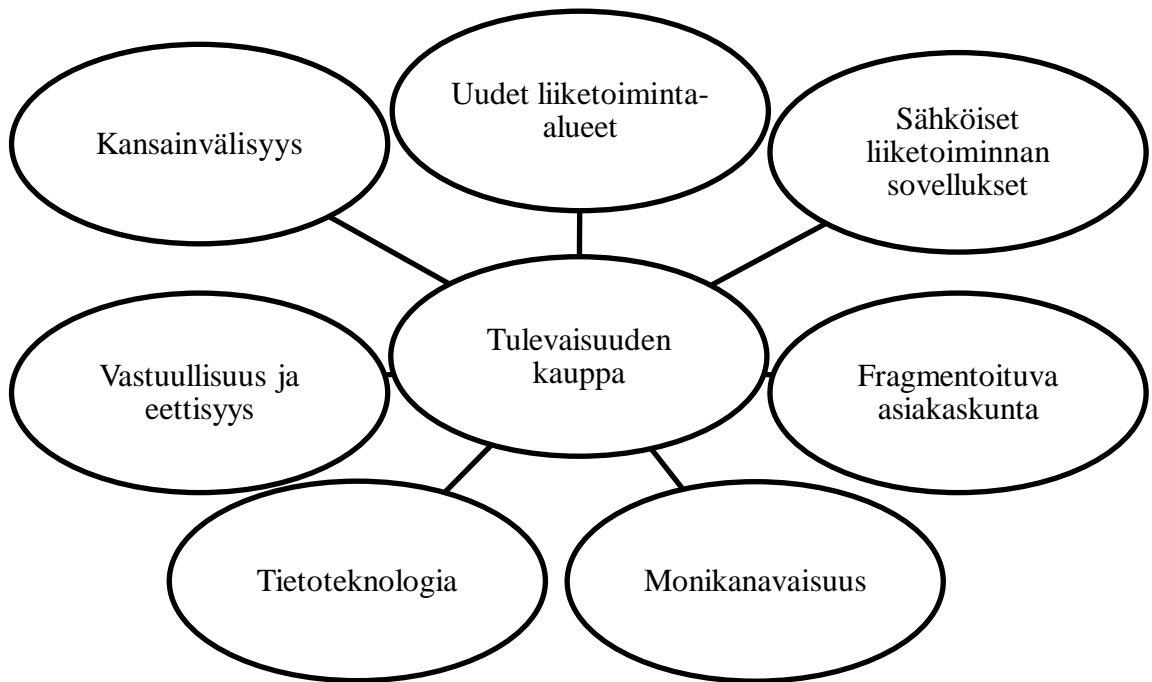 Uudet liiketoiminta-
alueet
Kansainvälisyys
Sähköiset
liiketoiminnan
sovellukset
Tulevaisuuden
kauppa
Vastuullisuus ja
eettisyys
Fragmentoituva
asiakaskunta
Tietoteknologia
Monikanavaisuus